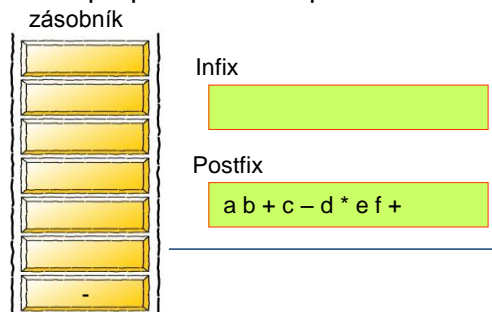 zásobník
Infix
Postfix
a b + c – d * e f +
-